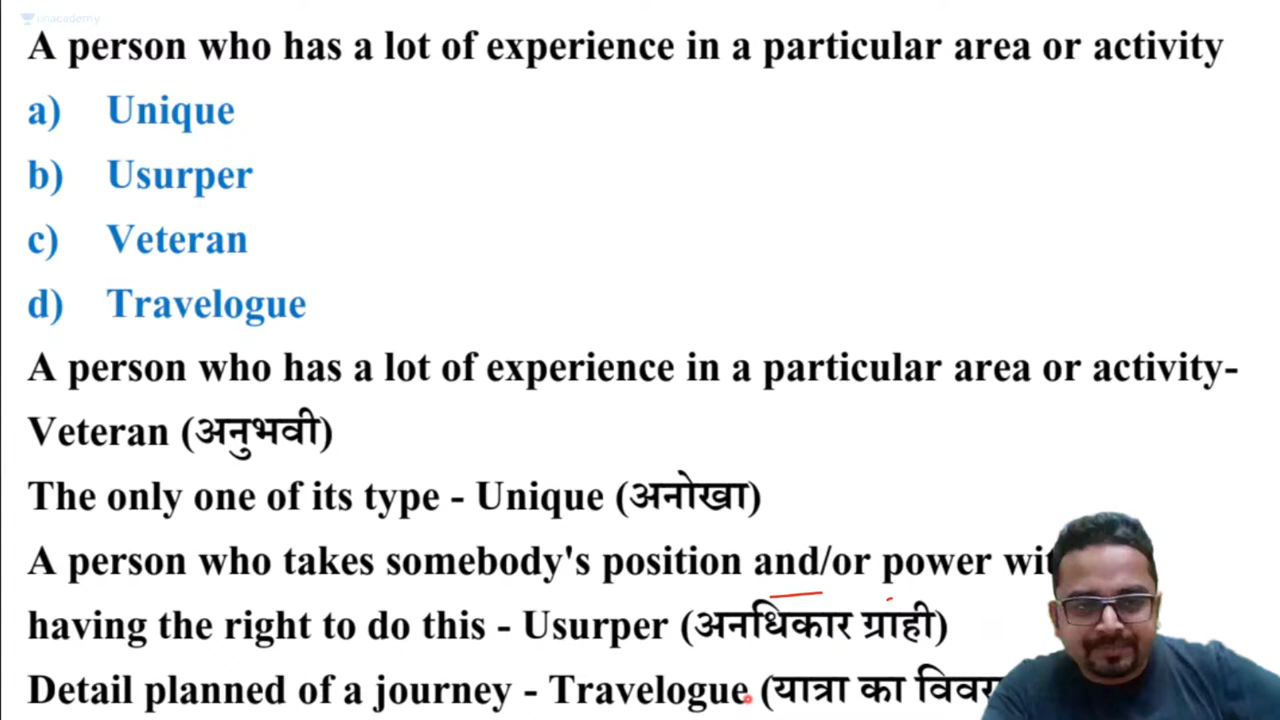 unacademy
A person who has a lot of experience in a particular area or activity
a) Unique
b) Usurper
c) Veteran
d) Travelogue
A person who has a lot of experience in a particular area or activity-
Veteran (अनुभवी)
The only one of its type - Unique (अनोखा)
A person who takes somebody's position and/or power
having the right to do this - Usurper (अनधिकार ग्राही)
Detail planned of a journey - Travelogue (यात्रा का